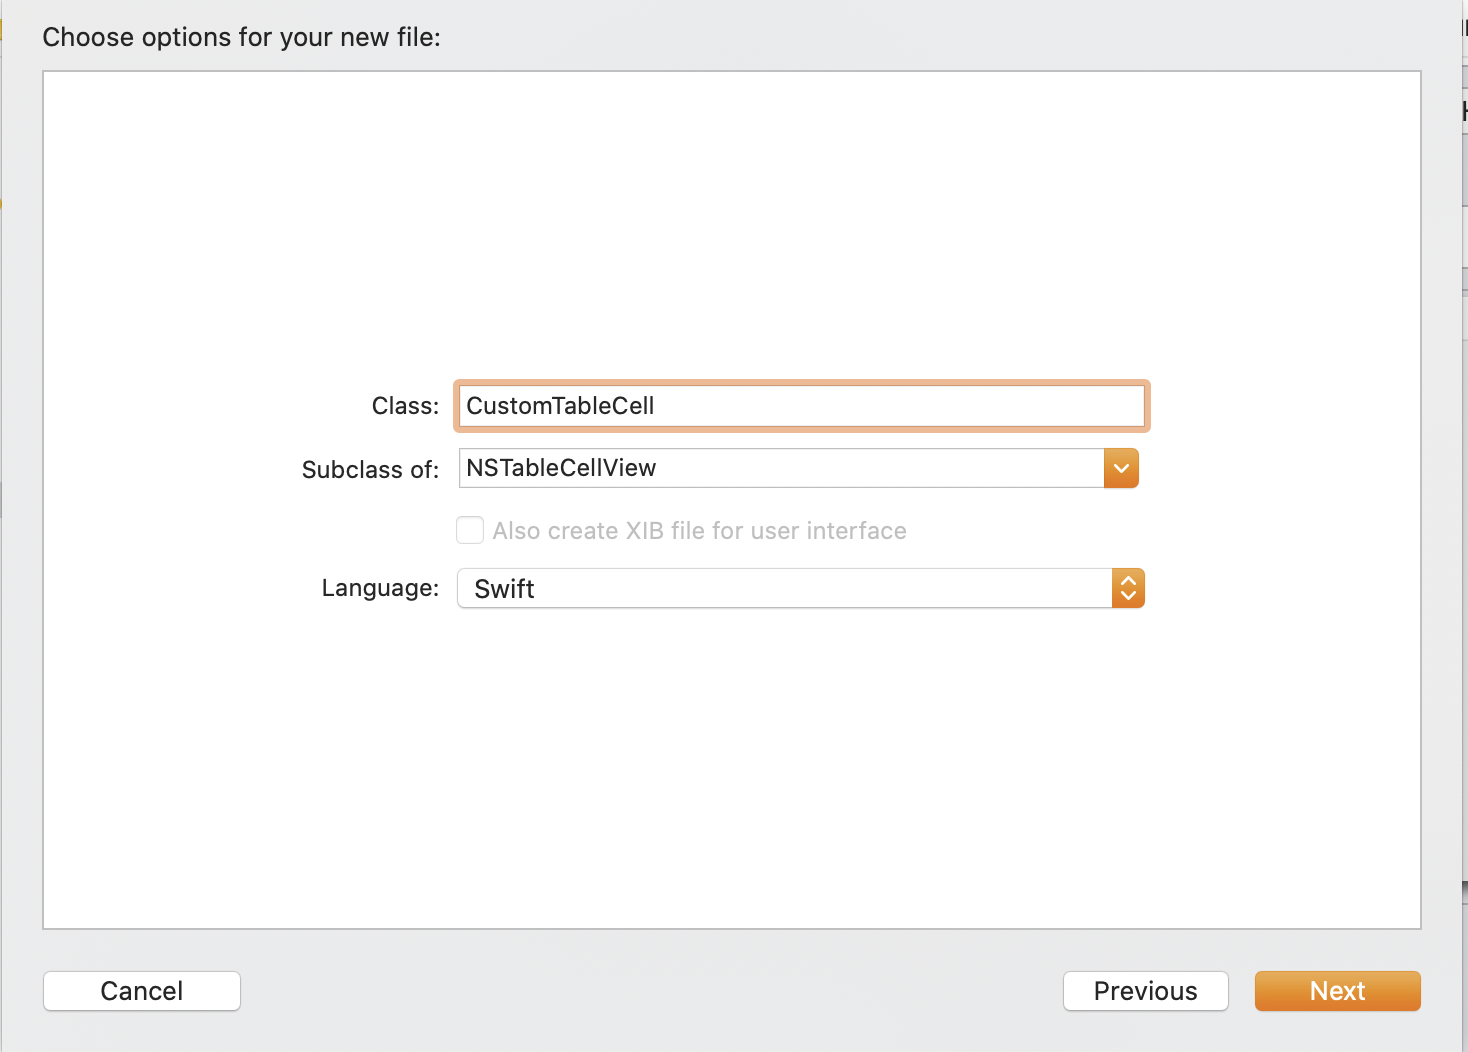 Choose options for your new file:
Class: CustomTableCell
Subclass of: NSTableCellView
Also create XIB file for user interface
Language: Swift
Cancel Previous Next